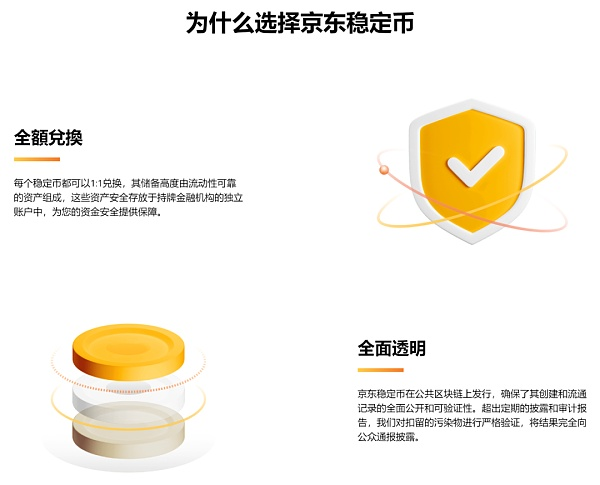 为什么选择京东稳定币
全額兌換
每个稳定币都可以1:1兑换，其储备高度由流动性可靠
的资产组成，这些资产安全存放于持牌金融机构的独立
账户中，为您的资金安全提供保障。
全面透明
京东稳定币在公共区块链上发行，确保了其创建和流通
记录的全面公开和可验证性。超出定期的披露和审计报
告，我们对扣留的污染物进行严格验证，将结果完全向
公众通报披露。